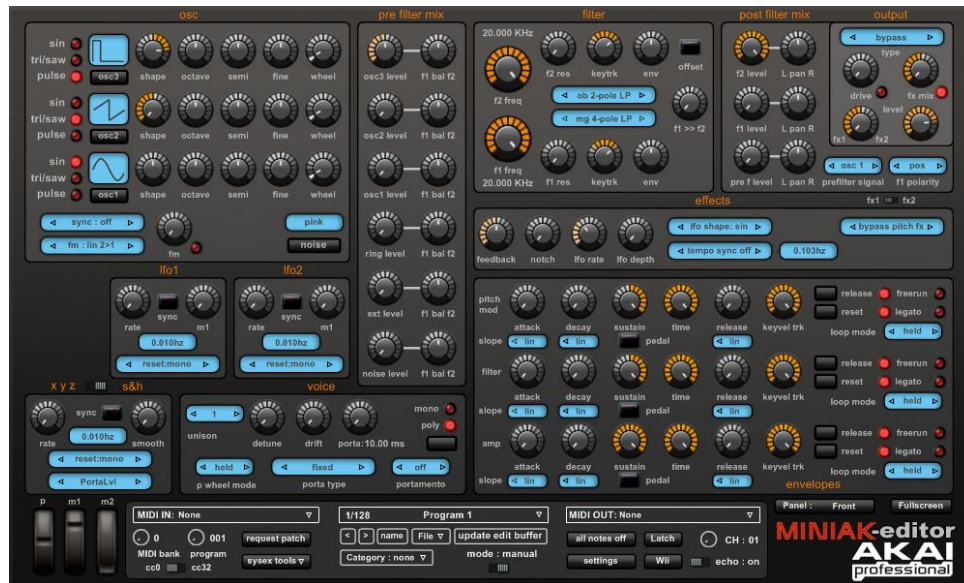 osc pre filter mix filter post filter mix output
sin
tri/saw
pulse
osc3
shape octave semi fine wheel
sin
tri/saw
pulse
osc2
shape octave semi fine wheel
sin
tri/saw
pulse
osc1
shape octave semi fine wheel
sync : off
fm : lin 2>1
fm
pink
noise
osc3 level f1 bal f2
osc2 level f1 bal f2
osc1 level f1 bal f2
ring level f1 bal f2
ext level f1 bal f2
noise level f1 bal f2
20.000 KHz
f2 freq
f2 res keytrk env offset
ob 2-pole LP
mg 4-pole LP
f1 >> f2
f1 freq
20.000 KHz
f1 res keytrk env
f2 level L pan R
f1 level L pan R
pre f level L pan R
bypass
type
drive fx mix
level
fx1 fx2
osc 1 pos
prefilter signal f1 polarity
fx1 fx2
effects
feedback notch lfo rate lfo depth
lfo shape: sin
tempo sync off 0.103hz
bypass pitch fx
lfo1 lfo2
rate sync m1
0.010hz
reset:mono
rate sync m1
0.010hz
reset:mono
x y z s&h
rate sync smooth
0.010hz
reset:mono
PortaLvl
voice
1
unison
detune drift porta:10.00 ms
mono
poly
held fixed off
p wheel mode porta type portamento
pitch
mod
attack decay sustain time release keyvel trk
slope lin lin pedal lin
release freerun
reset legato
loop mode held
filter
attack decay sustain time release keyvel trk
slope lin lin pedal lin
release freerun
reset legato
loop mode held
amp
attack decay sustain time release keyvel trk
slope lin lin pedal lin
release freerun
reset legato
loop mode held
envelopes
p m1 m2
MIDI IN: None
0 001
MIDI bank program
cc0 cc32
request patch
sysex tools
1/128 Program 1
< > name File update edit buffer
Category : none
mode : manual
MIDI OUT: None
all notes off Latch CH : 01
settings Wii echo : on
Panel : Front Fullscreen
MINIAK-editor
AKAI
professional